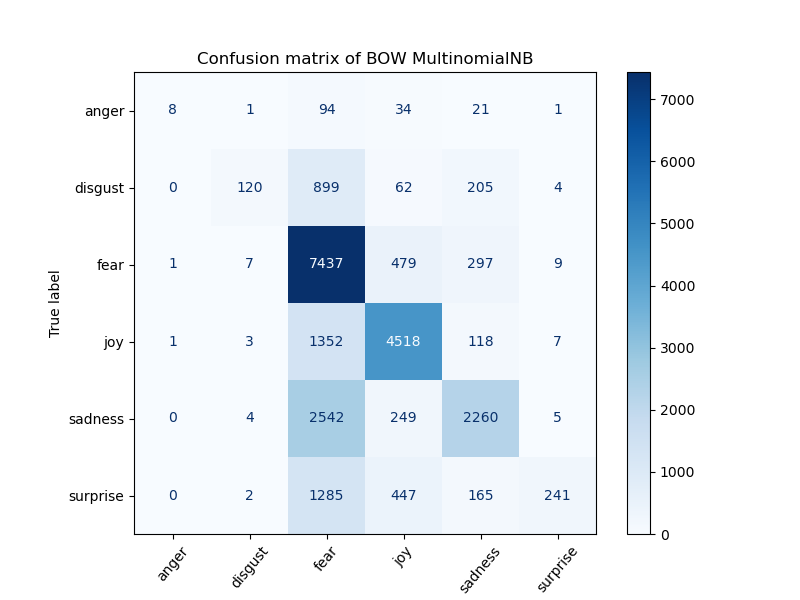 Confusion matrix of BOW MultinomialNB
True label
anger 8 1 94 34 21 1
disgust 0 120 899 62 205 4
fear 1 7 7437 479 297 9
joy 1 3 1352 4518 118 7
sadness 0 4 2542 249 2260 5
surprise 0 2 1285 447 165 241
anger disgust fear joy sadness surprise
7000
6000
5000
4000
3000
2000
1000
0